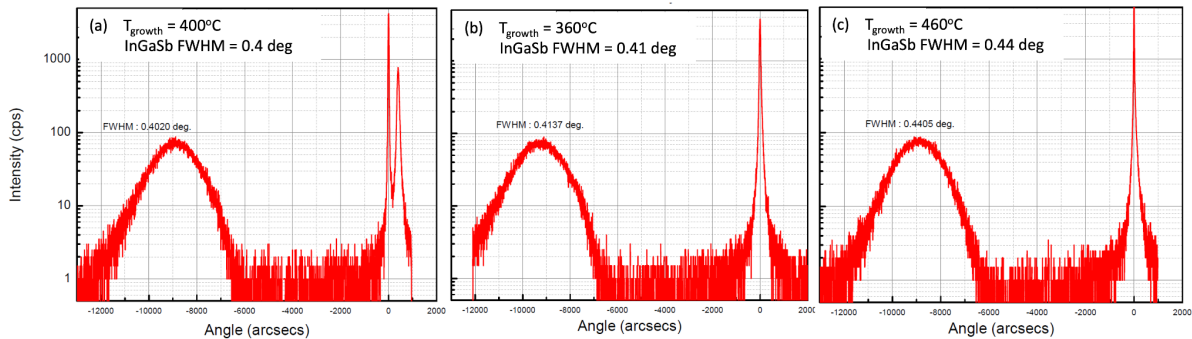 (a) T_growth = 400°C
InGaSb FWHM = 0.4 deg
FWHM : 0.4020 deg.
1000
100
10
1
Intensity (cps)
-12000 -10000 -8000 -6000 -4000 -2000 0 2000
Angle (arcsecs)
(b) T_growth = 360°C
InGaSb FWHM = 0.41 deg
FWHM : 0.4137 deg.
-12000 -10000 -8000 -6000 -4000 -2000 0 2000
Angle (arcsecs)
(c) T_growth = 460°C
InGaSb FWHM = 0.44 deg
FWHM : 0.4405 deg.
-12000 -10000 -8000 -6000 -4000 -2000 0 2000
Angle (arcsecs)